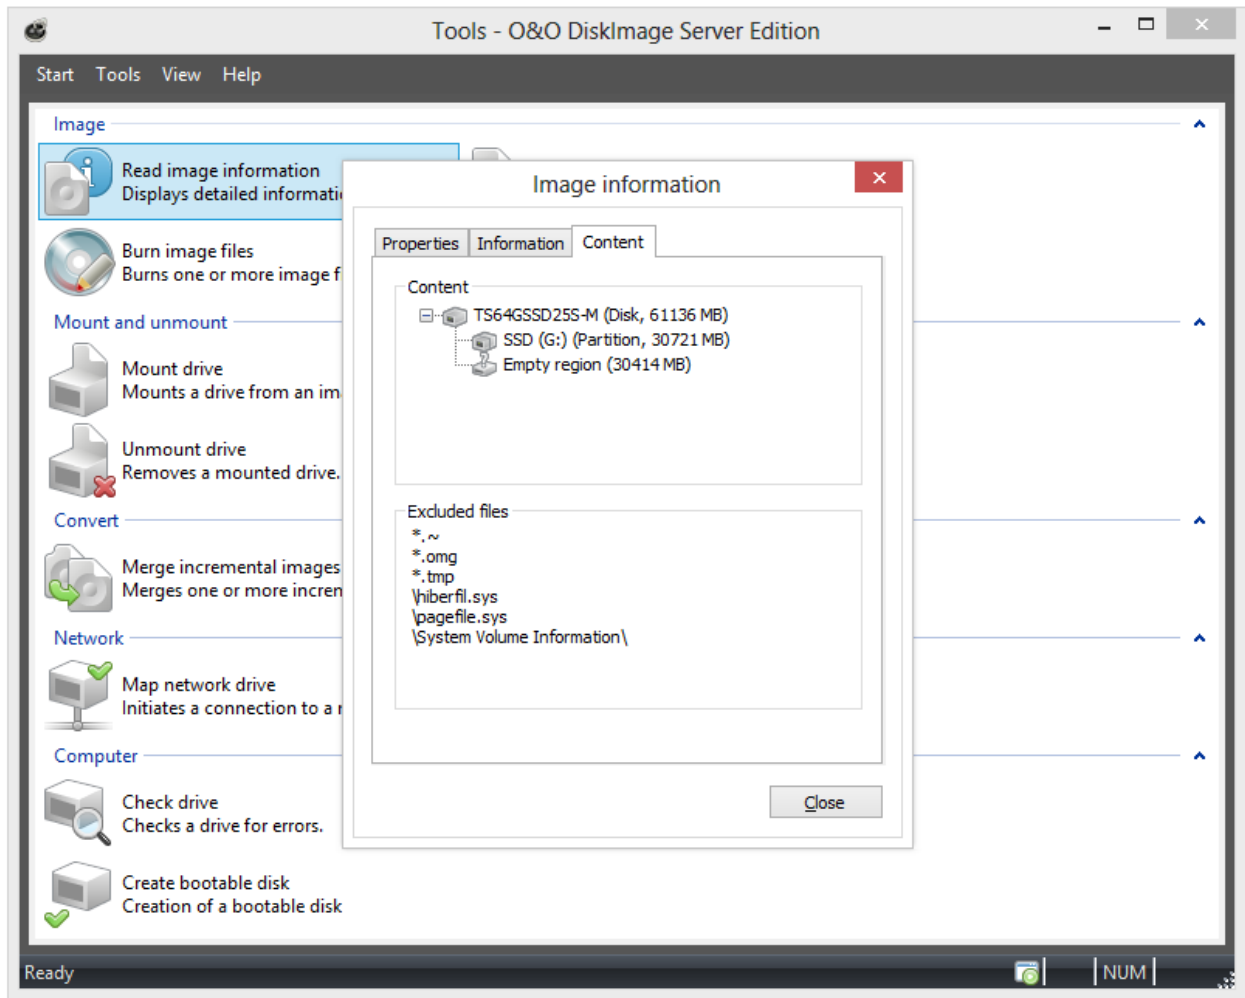 Tools - O&O DiskImage Server Edition
Start Tools View Help
Image
Read image information
Displays detailed informati
Burn image files
Burns one or more image f
Mount and unmount
Mount drive
Mounts a drive from an im
Unmount drive
Removes a mounted drive.
Convert
Merge incremental images
Merges one or more incren
Network
Map network drive
Initiates a connection to a r
Computer
Check drive
Checks a drive for errors.
Create bootable disk
Creation of a bootable disk
Image information
Properties Information Content
Content
TS64GSSD25S-M (Disk, 61136 MB)
SSD (G:) (Partition, 30721 MB)
Empty region (30414 MB)
Excluded files
*.~
*.omg
*.tmp
\hiberfil.sys
\pagefile.sys
\System Volume Information\
Close
Ready
NUM